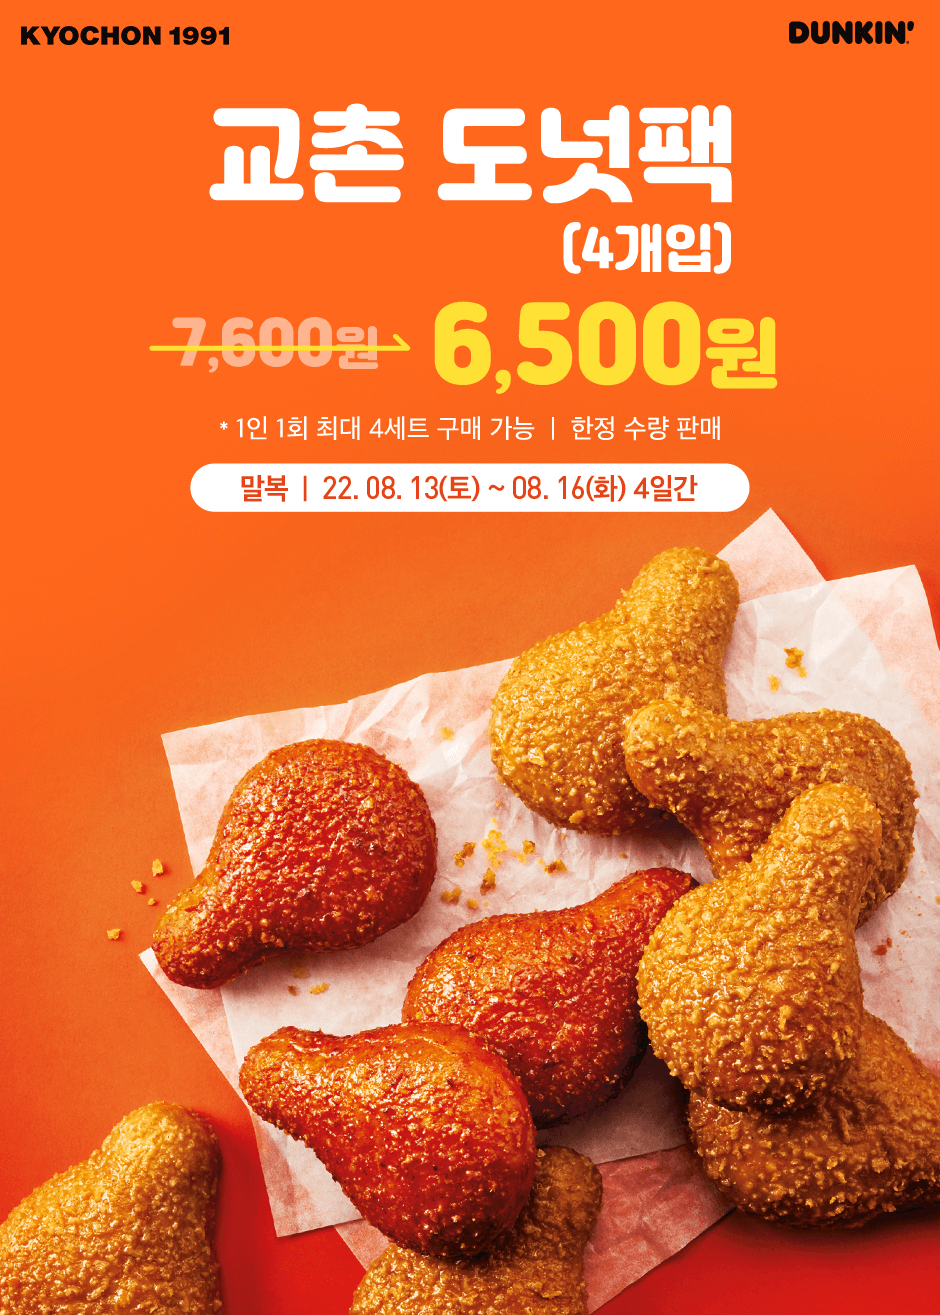 KYOCHON 1991
DUNKIN'
교촌 도넛팩
(4개입)
7,600원 6,500원
* 1인 1회 최대 4세트 구매 가능 | 한정 수량 판매
말복 | 22. 08. 13(토) ~ 08. 16(화) 4일간